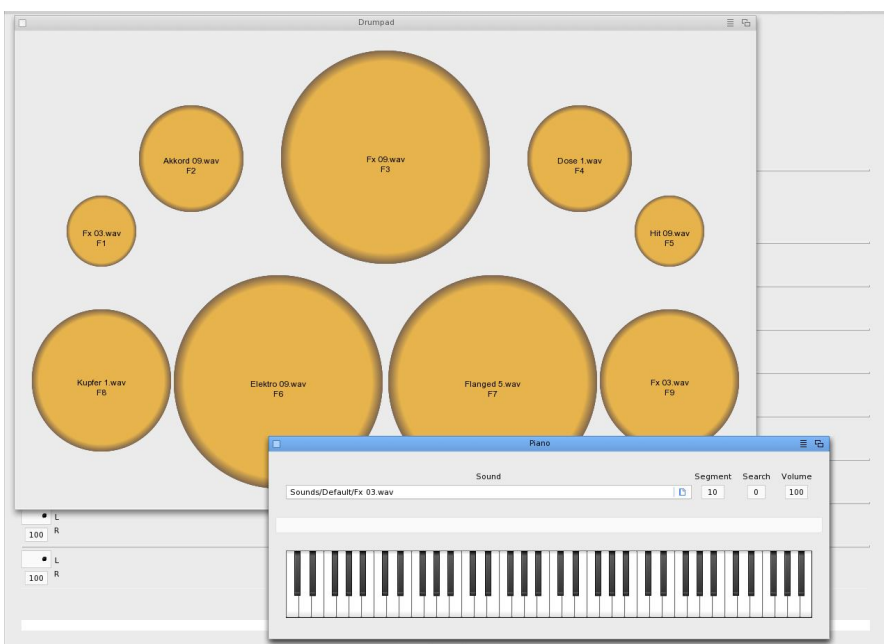 Drumpad
Fx 09.wav
F3
Akkord 09.wav
F2
Dose 1.wav
F4
Fx 03.wav
F1
Hit 09.wav
F5
Kupfer 1.wav
F8
Elektro 09.wav
F6
Flanged 5.wav
F7
Fx 03.wav
F9
Piano
Sound Segment Search Volume
Sounds/Default/Fx 03.wav 10 0 100
L
100 R
L
100 R